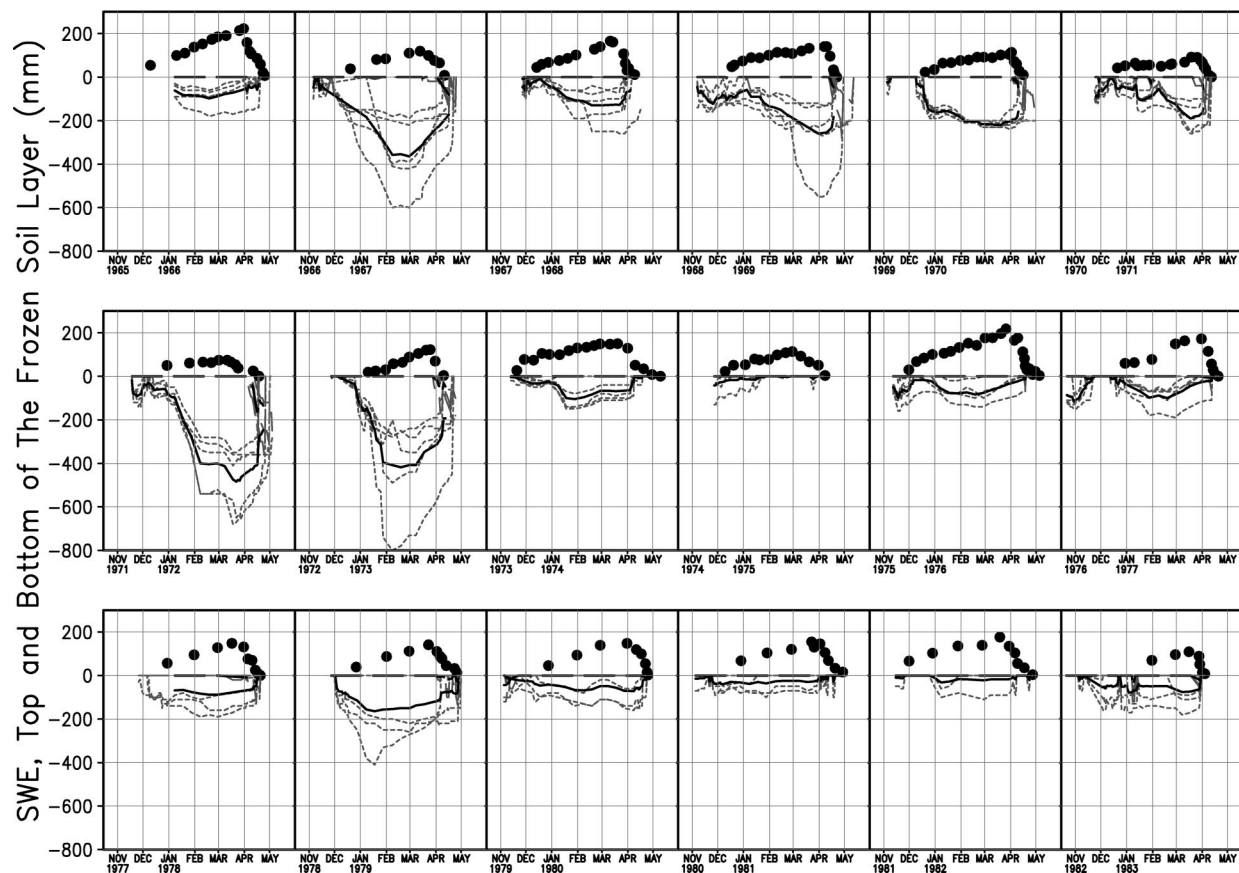 SWE, Top and Bottom of The Frozen Soil Layer (mm)
200
0
-200
-400
-600
-800
NOV DEC JAN FEB MAR APR MAY NOV DEC JAN FEB MAR APR MAY NOV DEC JAN FEB MAR APR MAY NOV DEC JAN FEB MAR APR MAY NOV DEC JAN FEB MAR APR MAY NOV DEC JAN FEB MAR APR MAY
1965 1966 1966 1967 1967 1968 1968 1969 1969 1970 1970 1971
200
0
-200
-400
-600
-800
NOV DEC JAN FEB MAR APR MAY NOV DEC JAN FEB MAR APR MAY NOV DEC JAN FEB MAR APR MAY NOV DEC JAN FEB MAR APR MAY NOV DEC JAN FEB MAR APR MAY NOV DEC JAN FEB MAR APR MAY
1971 1972 1972 1973 1973 1974 1974 1975 1975 1976 1976 1977
200
0
-200
-400
-600
-800
NOV DEC JAN FEB MAR APR MAY NOV DEC JAN FEB MAR APR MAY NOV DEC JAN FEB MAR APR MAY NOV DEC JAN FEB MAR APR MAY NOV DEC JAN FEB MAR APR MAY NOV DEC JAN FEB MAR APR MAY
1977 1978 1978 1979 1979 1980 1980 1981 1981 1982 1982 1983